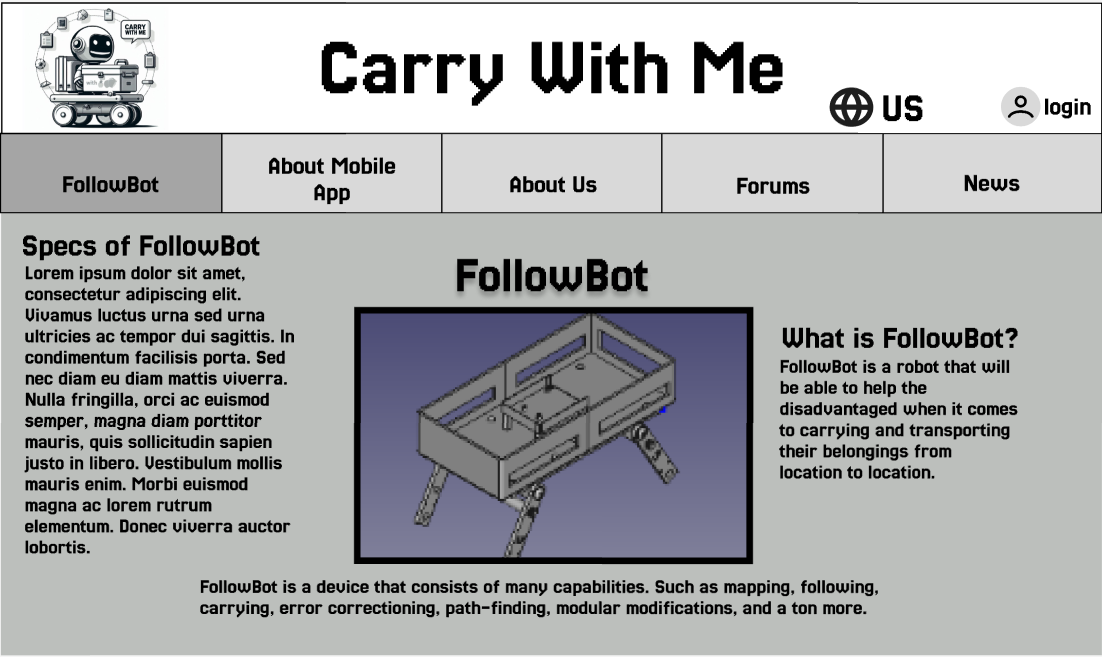 CARRY
WITH ME
Carry With Me
US
login
FollowBot
About Mobile
App
About Us
Forums
News
Specs of FollowBot
Lorem ipsum dolor sit amet,
consectetur adipiscing elit.
Vivamus luctus urna sed urna
ultricies ac tempor dui sagittis. In
condimentum facilisis porta. Sed
nec diam eu diam mattis viverra.
Nulla fringilla, orci ac euismod
semper, magna diam porttitor
mauris, quis sollicitudin sapien
justo in libero. Vestibulum mollis
mauris enim. Morbi euismod
magna ac lorem rutrum
elementum. Donec viverra auctor
lobortis.
FollowBot
What is FollowBot?
FollowBot is a robot that will
be able to help the
disadvantaged when it comes
to carrying and transporting
their belongings from
location to location.
FollowBot is a device that consists of many capabilities. Such as mapping, following,
carrying, error correctioning, path-finding, modular modifications, and a ton more.